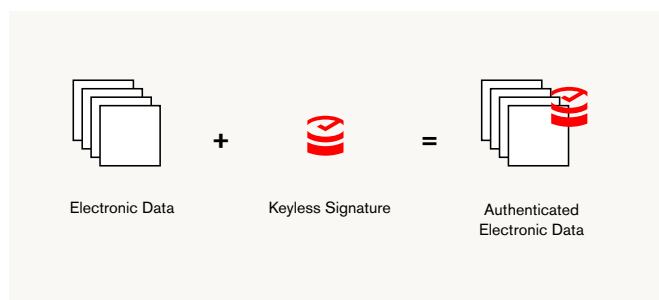 +
=
Electronic Data
Keyless Signature
Authenticated
Electronic Data